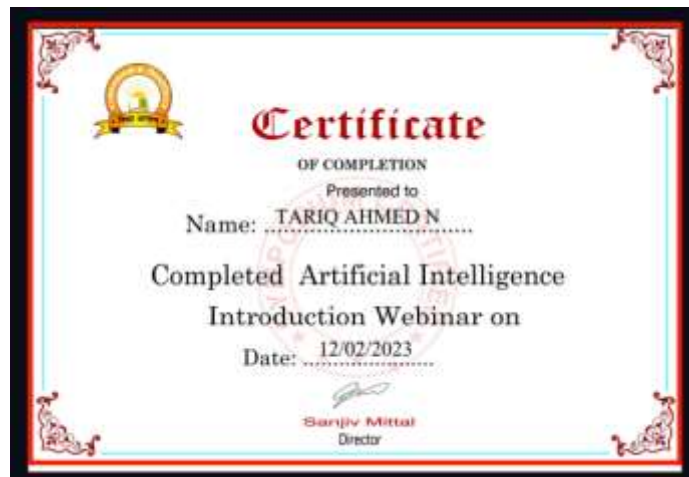 Certificate
OF COMPLETION
Presented to
Name: TARIQ AHMED N
Completed Artificial Intelligence
Introduction Webinar on
Date: 12/02/2023
Sanjiv Mittal
Director